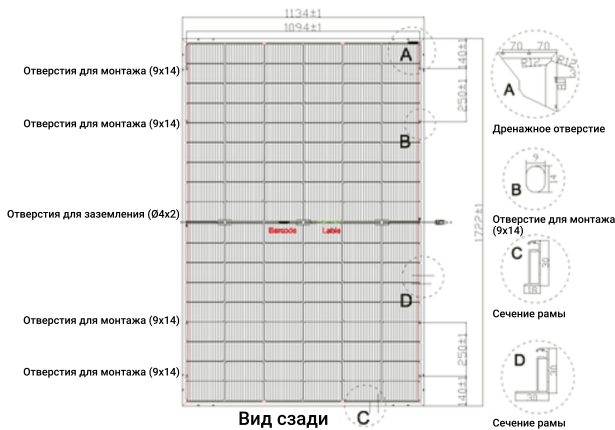 1134±1
1094±1
A
140±1
250±1
Отверстия для монтажа (9x14)
Отверстия для монтажа (9x14)
B
Отверстия для заземления (Ø4x2)
Barcode
Lable
1722±1
D
Отверстия для монтажа (9x14)
250±1
Отверстия для монтажа (9x14)
140±1
C
Вид сзади
70
70
R12
A
Дренажное отверстие
9
B
14
Отверстие для монтажа
(9x14)
C
30
18
Сечение рамы
D
30
30
Сечение рамы